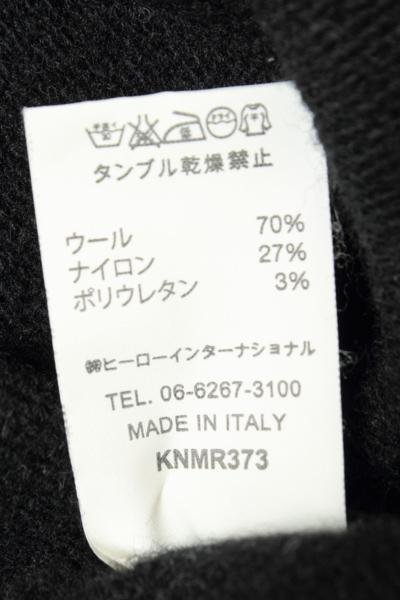 タンブル乾燥禁止
ウール 70%
ナイロン 27%
ポリウレタン 3%
㈱ヒーローインターナショナル
TEL. 06-6267-3100
MADE IN ITALY
KNMR373